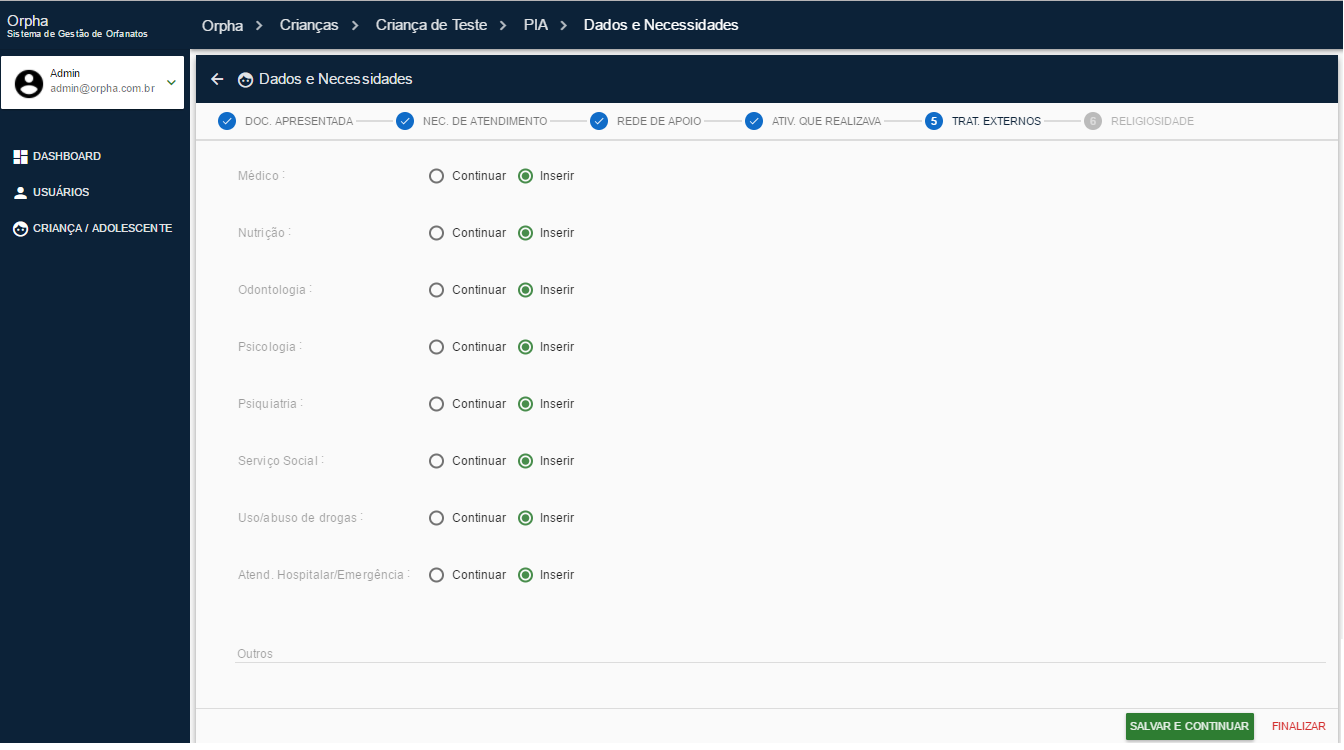 Orpha
Sistema de Gestão de Orfanatos
Orpha > Crianças > Criança de Teste > PIA > Dados e Necessidades
Admin
admin@orpha.com.br
DASHBOARD
USUÁRIOS
CRIANÇA / ADOLESCENTE
Dados e Necessidades
DOC. APRESENTADA NEC. DE ATENDIMENTO REDE DE APOIO ATIV. QUE REALIZAVA 5 TRAT. EXTERNOS 6 RELIGIOSIDADE
Médico : Continuar Inserir
Nutrição : Continuar Inserir
Odontologia : Continuar Inserir
Psicologia : Continuar Inserir
Psiquiatria : Continuar Inserir
Serviço Social : Continuar Inserir
Uso/abuso de drogas : Continuar Inserir
Atend. Hospitalar/Emergência : Continuar Inserir
Outros
SALVAR E CONTINUAR FINALIZAR